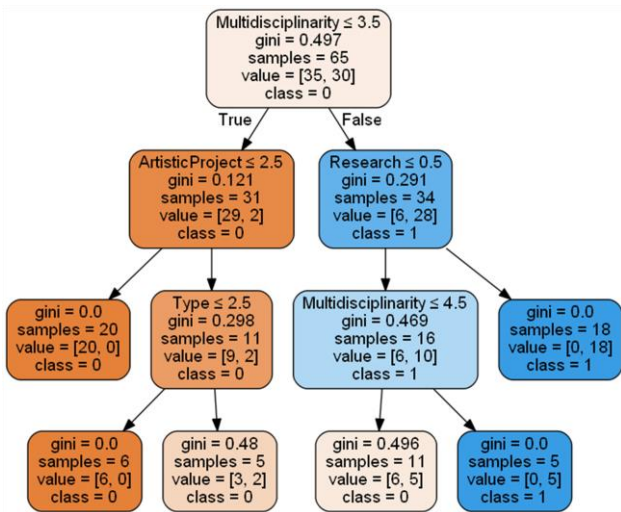 Multidisciplinarity ≤ 3.5
gini = 0.497
samples = 65
value = [35, 30]
class = 0
True
False
ArtisticProject ≤ 2.5
gini = 0.121
samples = 31
value = [29, 2]
class = 0
Research ≤ 0.5
gini = 0.291
samples = 34
value = [6, 28]
class = 1
gini = 0.0
samples = 20
value = [20, 0]
class = 0
Type ≤ 2.5
gini = 0.298
samples = 11
value = [9, 2]
class = 0
Multidisciplinarity ≤ 4.5
gini = 0.469
samples = 16
value = [6, 10]
class = 1
gini = 0.0
samples = 18
value = [0, 18]
class = 1
gini = 0.0
samples = 6
value = [6, 0]
class = 0
gini = 0.48
samples = 5
value = [3, 2]
class = 0
gini = 0.496
samples = 11
value = [6, 5]
class = 0
gini = 0.0
samples = 5
value = [0, 5]
class = 1